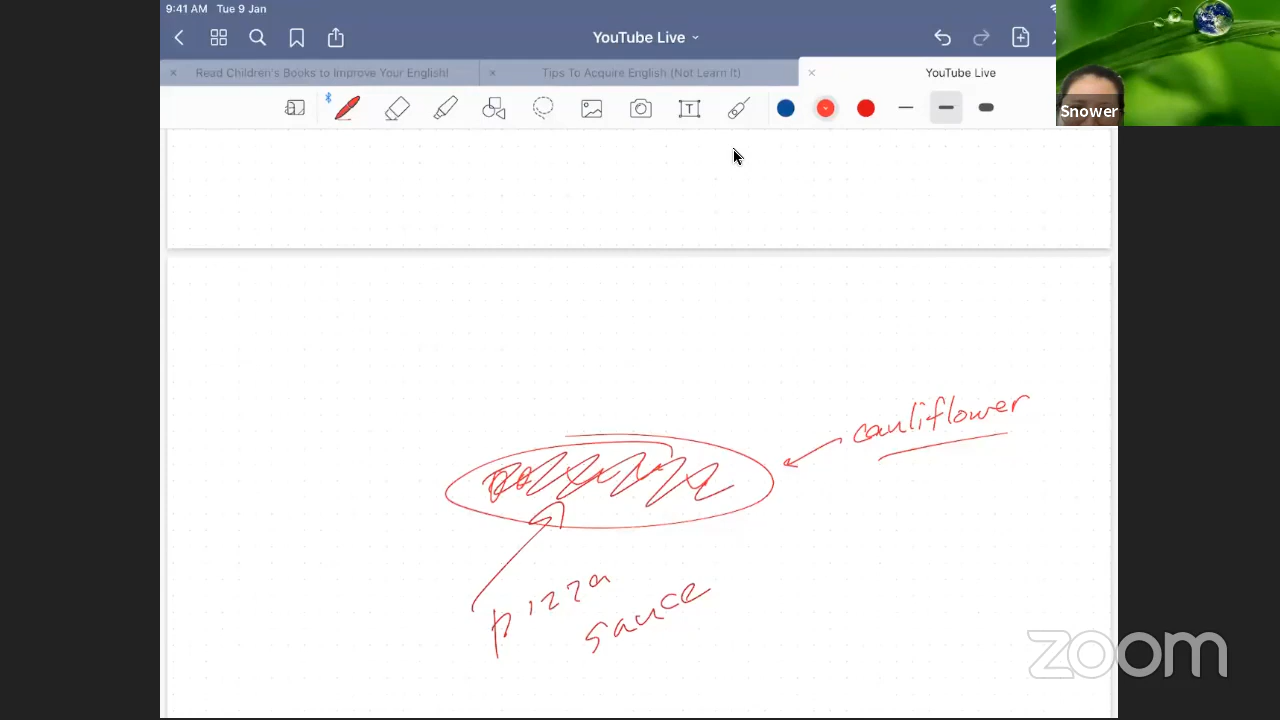 9:41 AM Tue 9 Jan
YouTube Live
Read Children's Books to Improve Your English!
Tips To Acquire English (Not Learn It)
YouTube Live
T
Snower
cauliflower
pizza
sauce
zoom